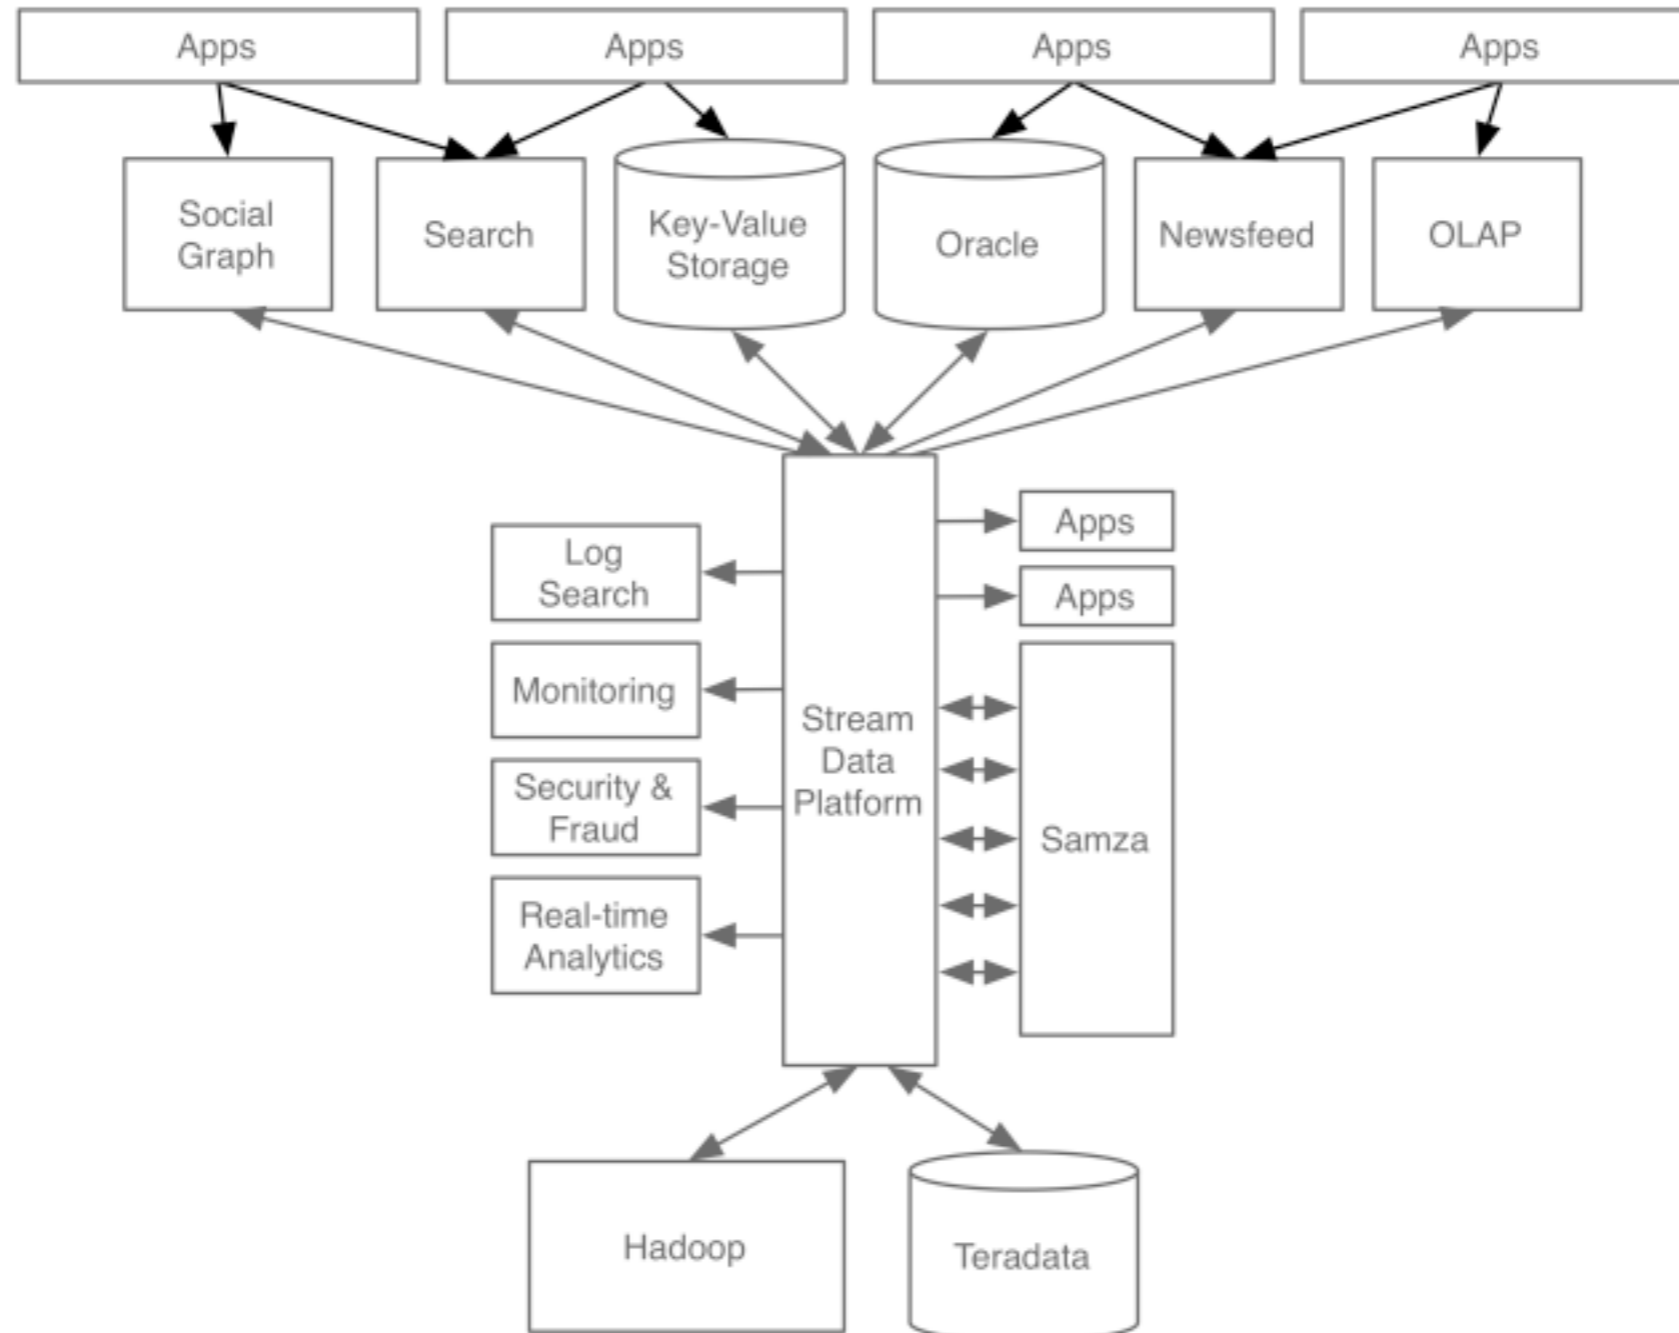 Apps
Apps
Apps
Apps
Social
Graph
Search
Key-Value
Storage
Oracle
Newsfeed
OLAP
Log
Search
Monitoring
Security &
Fraud
Real-time
Analytics
Stream
Data
Platform
Apps
Apps
Samza
Hadoop
Teradata